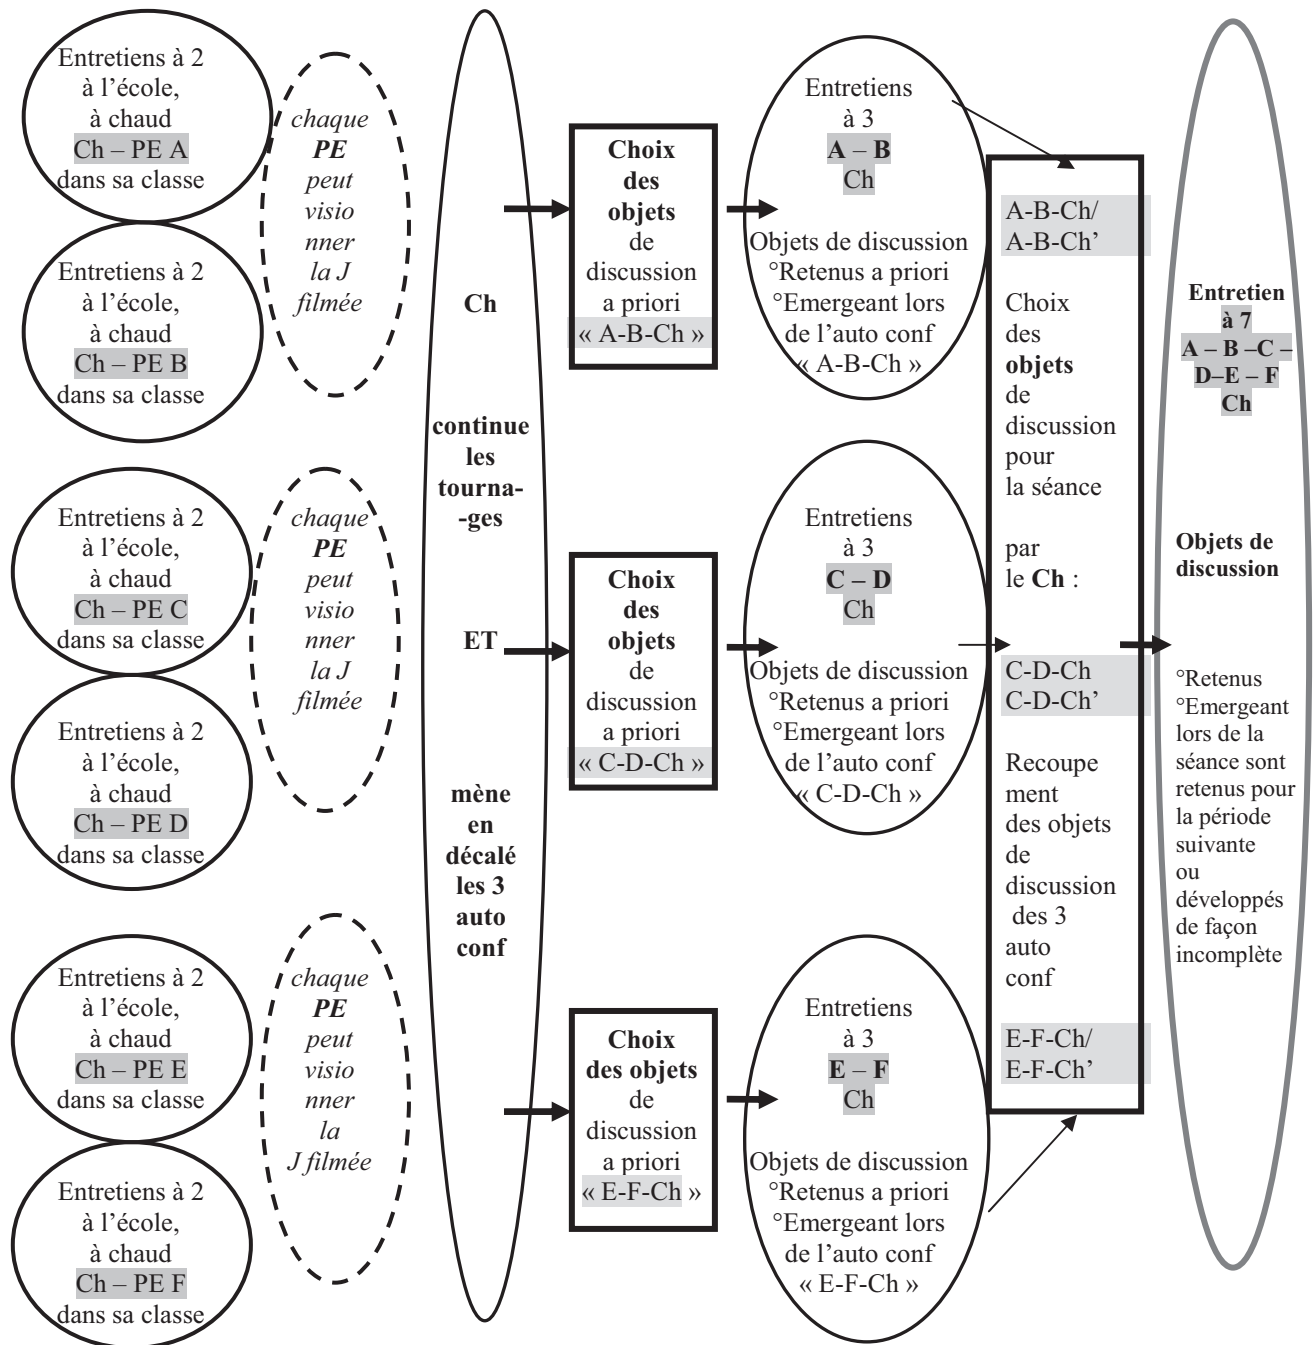 Entretiens à 2
à l'école,
à chaud
Ch – PE A
dans sa classe
Entretiens à 2
à l'école,
à chaud
Ch – PE B
dans sa classe
chaque
PE
peut
visio
nner
la J
filmée
Entretiens à 2
à l'école,
à chaud
Ch – PE C
dans sa classe
Entretiens à 2
à l'école,
à chaud
Ch – PE D
dans sa classe
chaque
PE
peut
visio
nner
la J
filmée
Entretiens à 2
à l'école,
à chaud
Ch – PE E
dans sa classe
Entretiens à 2
à l'école,
à chaud
Ch – PE F
dans sa classe
chaque
PE
peut
visio
nner
la
J filmée
Ch
continue
les
tourna-
-ges
ET
mène
en
décalé
les 3
auto
conf
Choix
des
objets
de
discussion
a priori
« A-B-Ch »
Choix
des
objets
de
discussion
a priori
« C-D-Ch »
Choix
des objets
de
discussion
a priori
« E-F-Ch »
Entretiens
à 3
A – B
Ch
Objets de discussion
°Retenus a priori
°Emergeant lors
de l'auto conf
« A-B-Ch »
Entretiens
à 3
C – D
Ch
Objets de discussion
°Retenus a priori
°Emergeant lors
de l'auto conf
« C-D-Ch »
Entretiens
à 3
E – F
Ch
Objets de discussion
°Retenus a priori
°Emergeant lors
de l'auto conf
« E-F-Ch »
A-B-Ch/
A-B-Ch'
Choix
des
objets
de
discussion
pour
la séance
par
le Ch :
C-D-Ch
C-D-Ch'
Recoupe
ment
des objets
de
discussion
des 3
auto
conf
E-F-Ch/
E-F-Ch'
Entretien
à 7
A – B –C –
D–E – F
Ch
Objets de
discussion
°Retenus
°Emergeant
lors de la
séance sont
retenus pour
la période
suivante
ou
développés
de façon
incomplète